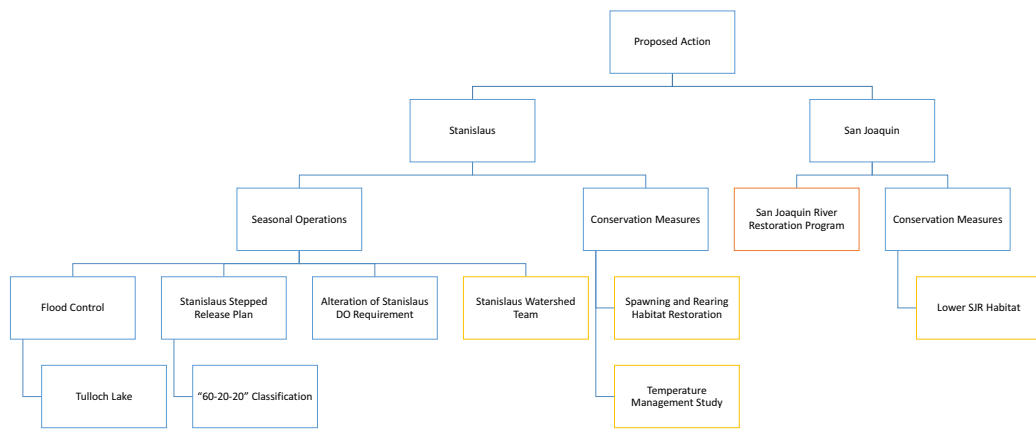 Proposed Action
Stanislaus
San Joaquin
Seasonal Operations
Conservation Measures
San Joaquin River
Restoration Program
Conservation Measures
Flood Control
Stanislaus Stepped
Release Plan
Alteration of Stanislaus
DO Requirement
Stanislaus Watershed
Team
Spawning and Rearing
Habitat Restoration
Lower SJR Habitat
Tulloch Lake
“60-20-20” Classification
Temperature
Management Study